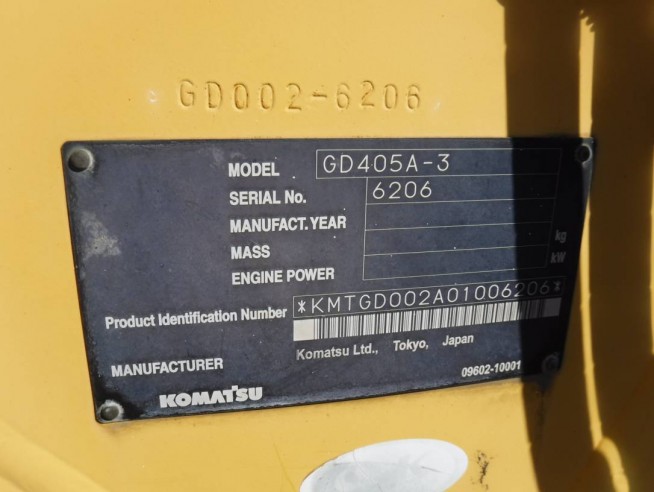 GD002-6206
MODEL GD405A-3
SERIAL No. 6206
MANUFACT. YEAR
MASS kg
ENGINE POWER kW
Product Identification Number *KMTGD002A01006206*
MANUFACTURER Komatsu Ltd., Tokyo, Japan
KOMATSU 09602-10001